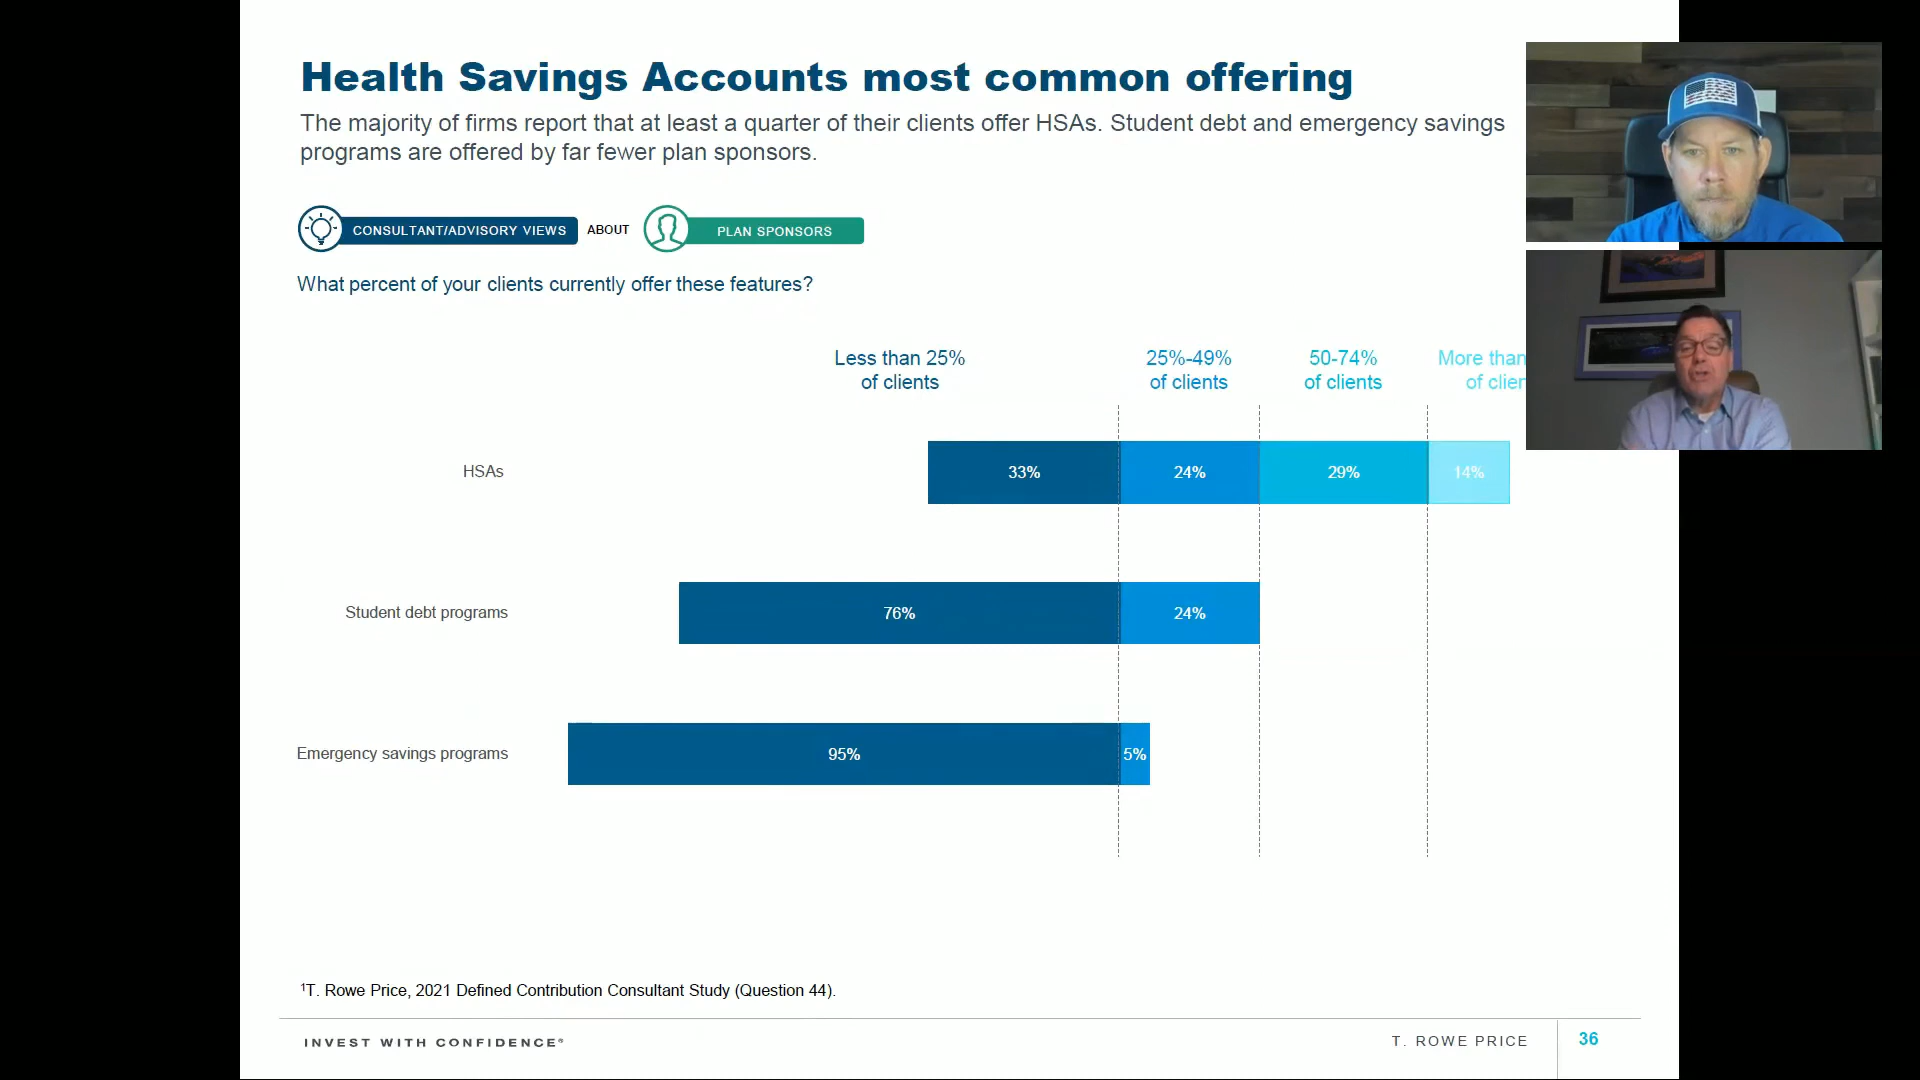 Health Savings Accounts most common offering
The majority of firms report that at least a quarter of their clients offer HSAs. Student debt and emergency savings
programs are offered by far fewer plan sponsors.
CONSULTANT/ADVISORY VIEWS ABOUT PLAN SPONSORS
What percent of your clients currently offer these features?
Less than 25% 25%-49% 50-74% More than
of clients of clients of clients of
HSAs 33% 24% 29% 14%
Student debt programs 76% 24%
Emergency savings programs 95% 5%
¹T. Rowe Price, 2021 Defined Contribution Consultant Study (Question 44).
INVEST WITH CONFIDENCE® T. ROWE PRICE 36